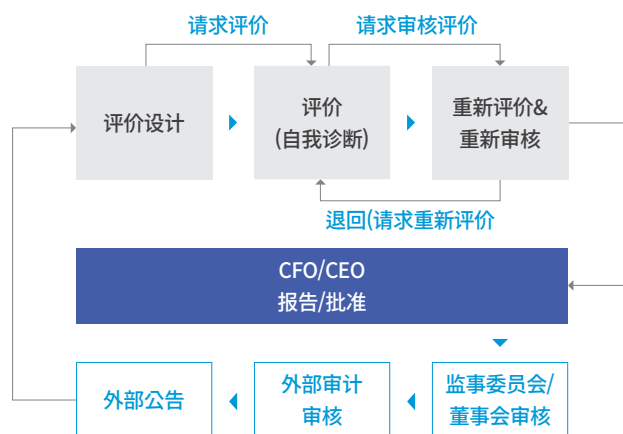 请求评价
请求审核评价
评价设计
评价
(自我诊断)
重新评价&
重新审核
退回(请求重新评价
CFO/CEO
报告/批准
外部公告
外部审计
审核
监事委员会/
董事会审核